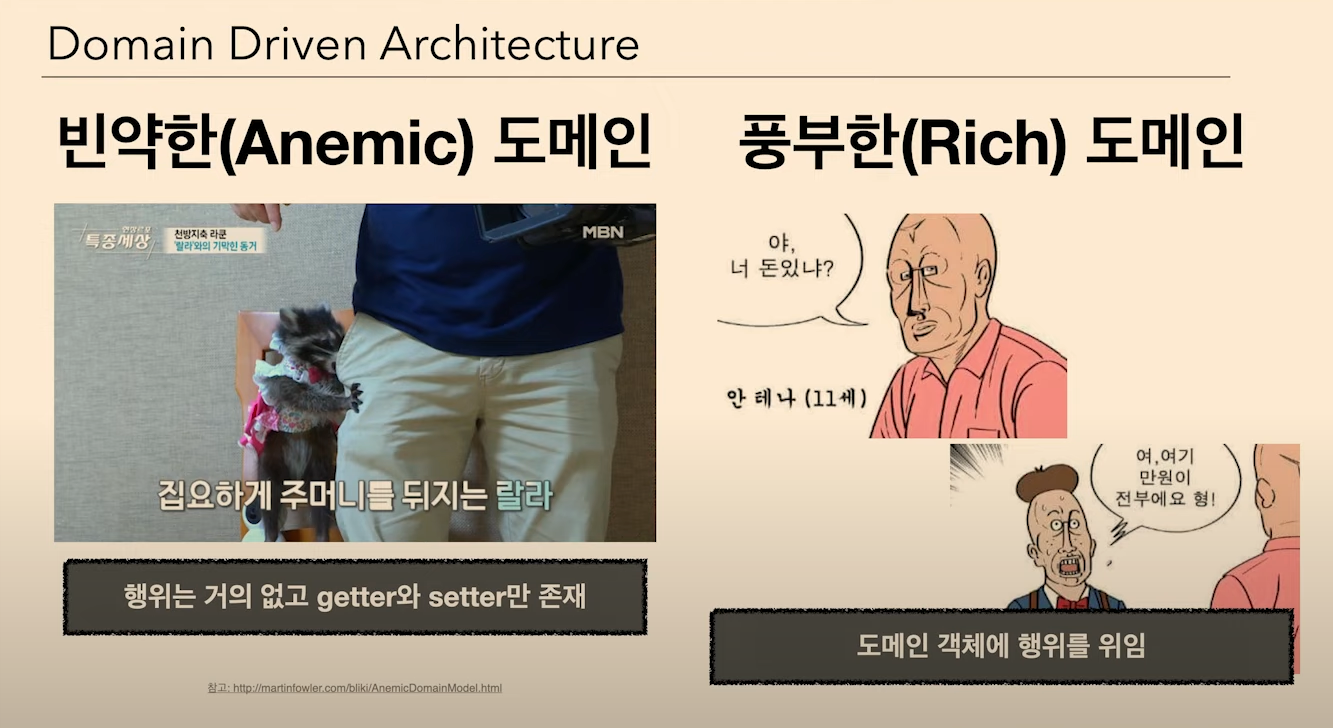 Domain Driven Architecture
빈약한(Anemic) 도메인
현장르포
특종세상
천방지축 라쿤
'랄라'와의 기막힌 동거
MBN
집요하게 주머니를 뒤지는 랄라
행위는 거의 없고 getter와 setter만 존재
참고: http://martinfowler.com/bliki/AnemicDomainModel.html
풍부한(Rich) 도메인
야,
너 돈있냐?
안 테 나 (11세)
여,여기
만원이
전부에요 형!
도메인 객체에 행위를 위임